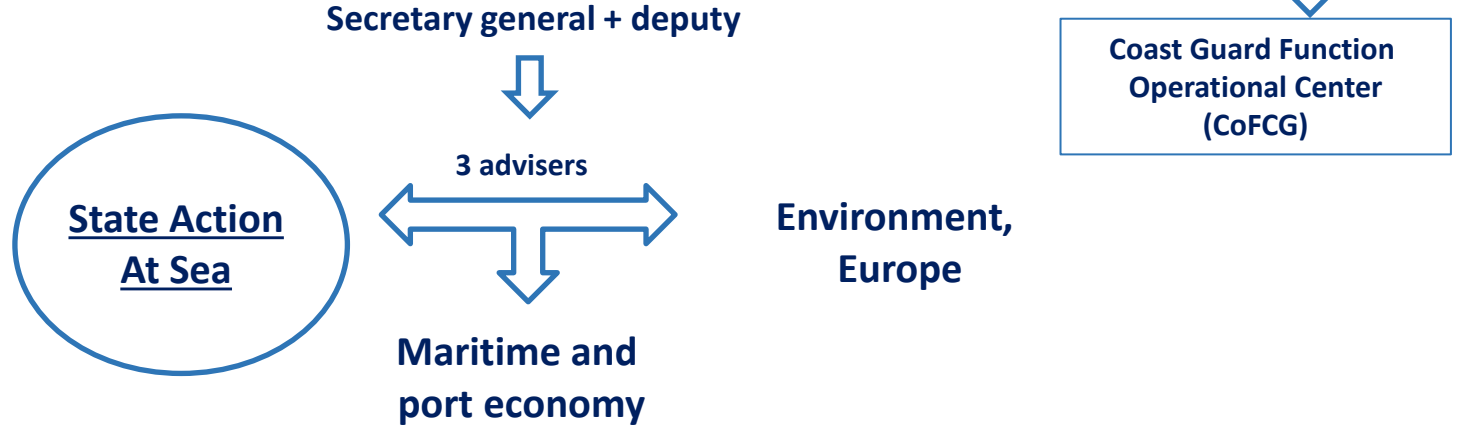 Secretary general + deputy
Coast Guard Function
Operational Center
(CoFCG)
3 advisers
State Action
At Sea
Environment,
Europe
Maritime and
port economy